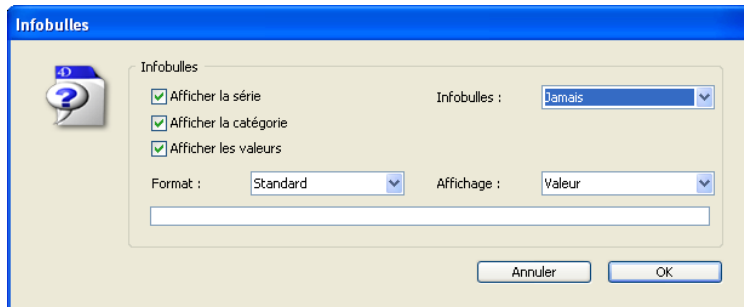 Infobulles
4D
Infobulles
Afficher la série
Infobulles :
Jamais
Afficher la catégorie
Afficher les valeurs
Format :
Standard
Affichage :
Valeur
Annuler
OK